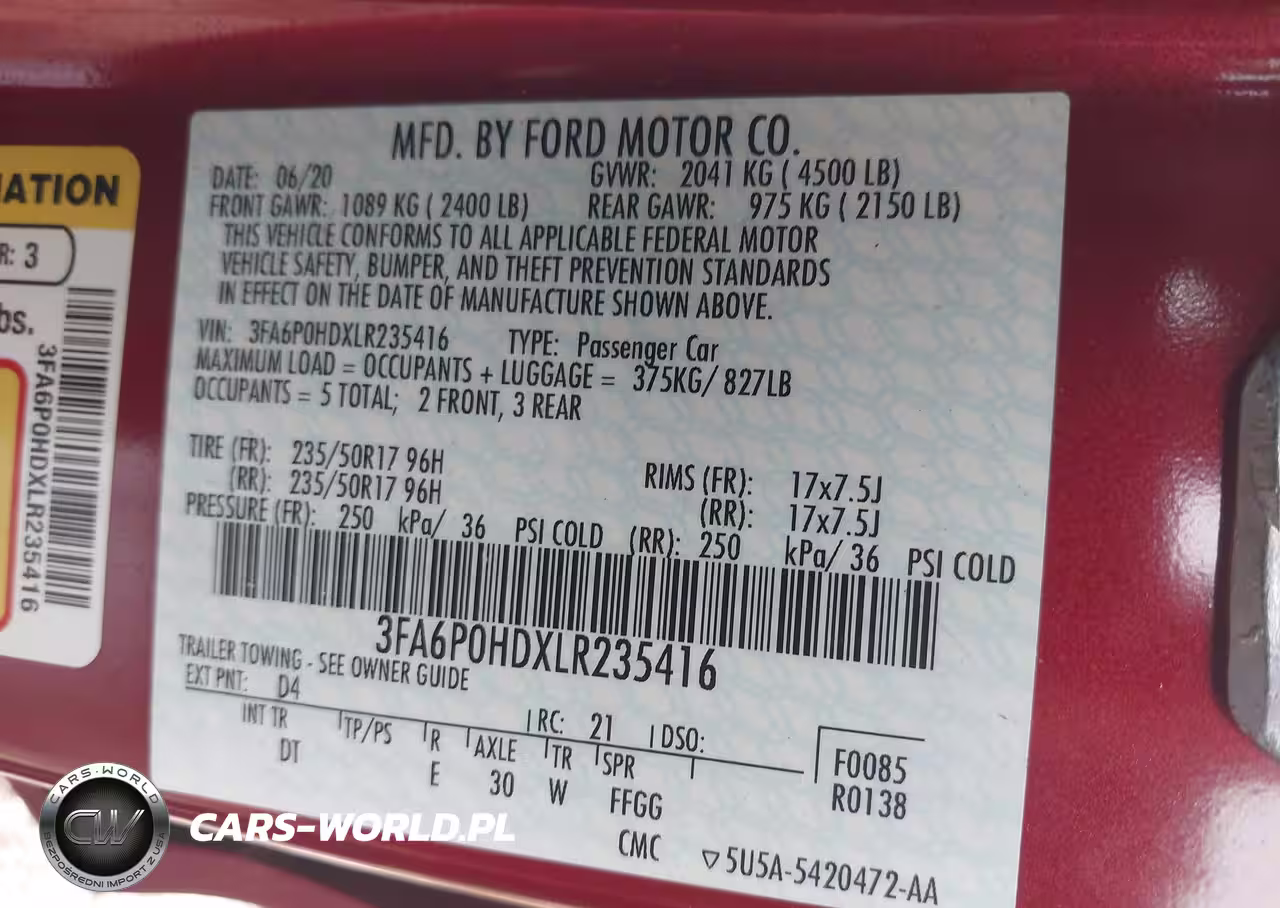 MFD. BY FORD MOTOR CO.
DATE: 06/20 GVWR: 2041 KG ( 4500 LB)
FRONT GAWR: 1089 KG ( 2400 LB) REAR GAWR: 975 KG ( 2150 LB)
THIS VEHICLE CONFORMS TO ALL APPLICABLE FEDERAL MOTOR
VEHICLE SAFETY, BUMPER, AND THEFT PREVENTION STANDARDS
IN EFFECT ON THE DATE OF MANUFACTURE SHOWN ABOVE.
VIN: 3FA6P0HDXLR235416 TYPE: Passenger Car
MAXIMUM LOAD = OCCUPANTS + LUGGAGE = 375KG/ 827LB
OCCUPANTS = 5 TOTAL; 2 FRONT, 3 REAR
TIRE (FR): 235/50R17 96H RIMS (FR): 17x7.5J
(RR): 235/50R17 96H (RR): 17x7.5J
PRESSURE (FR): 250 kPa/ 36 PSI COLD (RR): 250 kPa/ 36 PSI COLD
3FA6P0HDXLR235416
TRAILER TOWING - SEE OWNER GUIDE
EXT PNT: D4 RC: 21 DSO:
INT TR TP/PS R AXLE TR SPR F0085
DT E 30 W FFGG R0138
CMC ▽5U5A-5420472-AA
ATION
R: 3
bs.
3FA6P0HDXLR235416
CARS-WORLD
CW
BEZPOŚREDNI IMPORT Z USA
CARS-WORLD.PL